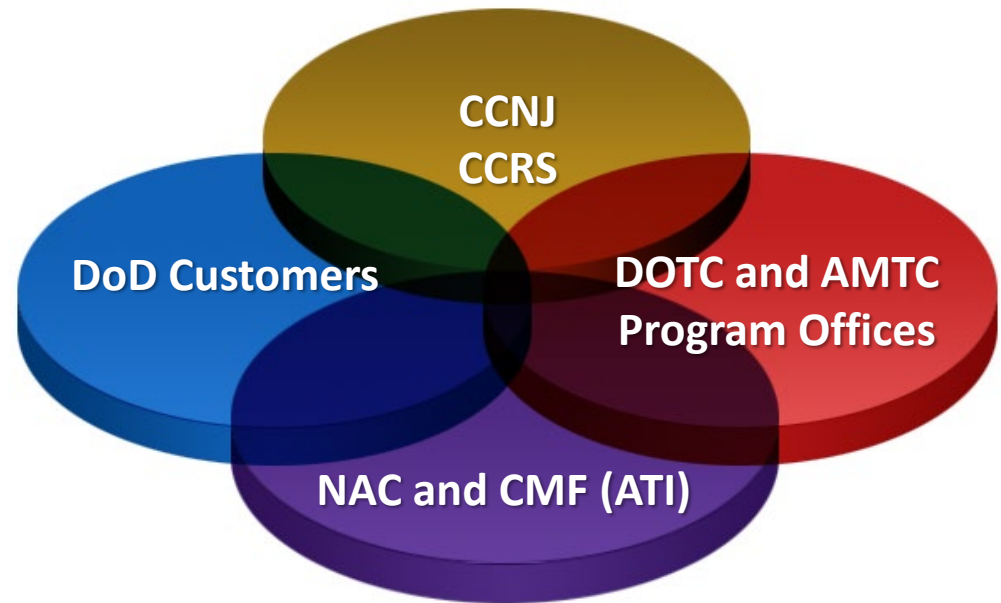 CCNJ
CCRS
DoD Customers
DOTC and AMTC
Program Offices
NAC and CMF (ATI)